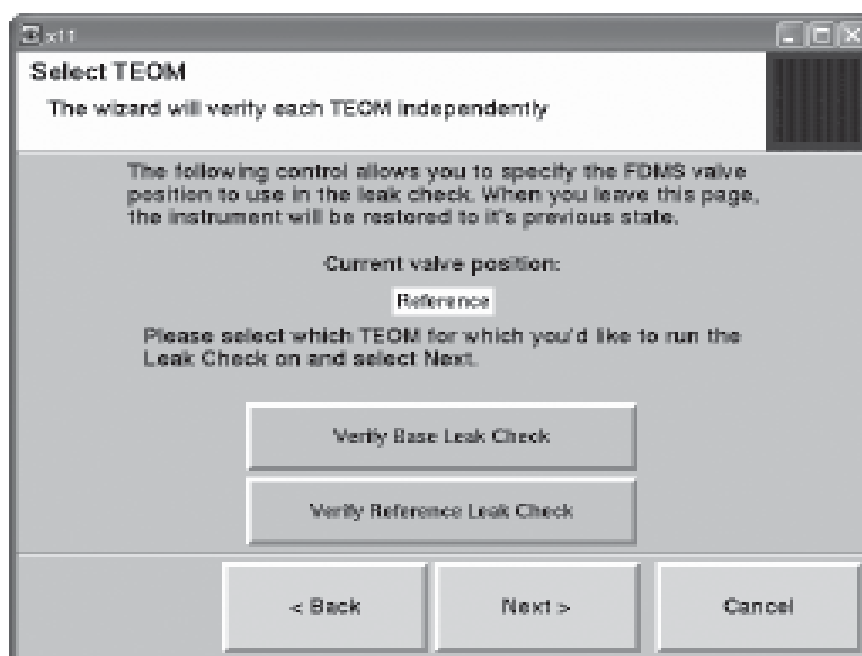 x11
Select TEOM
The wizard will verify each TEOM independently
The following control allows you to specify the FDMS valve
position to use in the leak check. When you leave this page,
the instrument will be restored to it's previous state.
Current valve position:
Reference
Please select which TEOM for which you'd like to run the
Leak Check on and select Next.
Verify Base Leak Check
Verify Reference Leak Check
< Back
Next >
Cancel